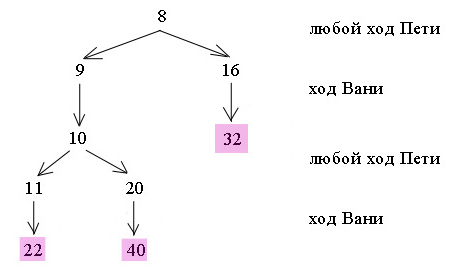 8
любой ход Пети
9 16
ход Вани
10 32
любой ход Пети
11 20
ход Вани
22 40